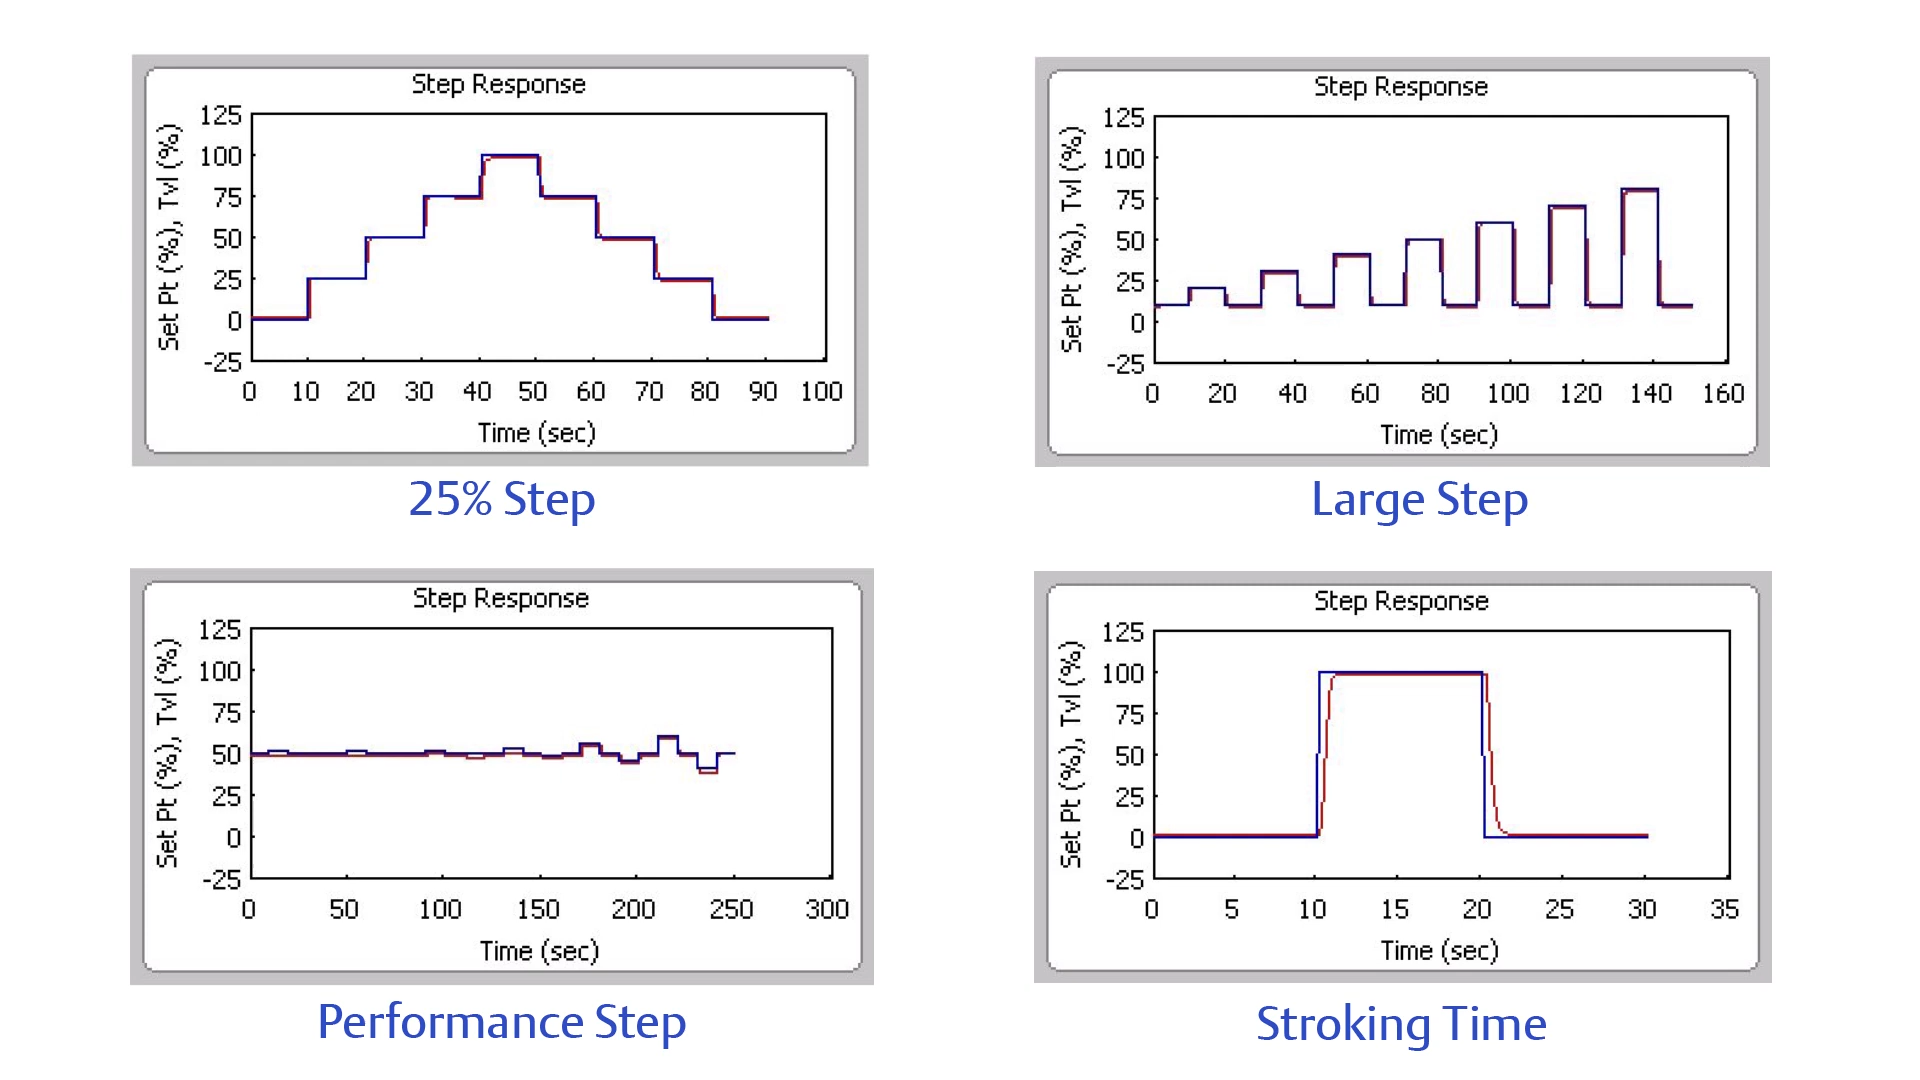 Step Response
Set Pt (%), Tvl (%)
125
100
75
50
25
0
-25
0 10 20 30 40 50 60 70 80 90 100
Time (sec)
25% Step
Step Response
Set Pt (%), Tvl (%)
125
100
75
50
25
0
-25
0 20 40 60 80 100 120 140 160
Time (sec)
Large Step
Step Response
Set Pt (%), Tvl (%)
125
100
75
50
25
0
-25
0 50 100 150 200 250 300
Time (sec)
Performance Step
Step Response
Set Pt (%), Tvl (%)
125
100
75
50
25
0
-25
0 5 10 15 20 25 30 35
Time (sec)
Stroking Time